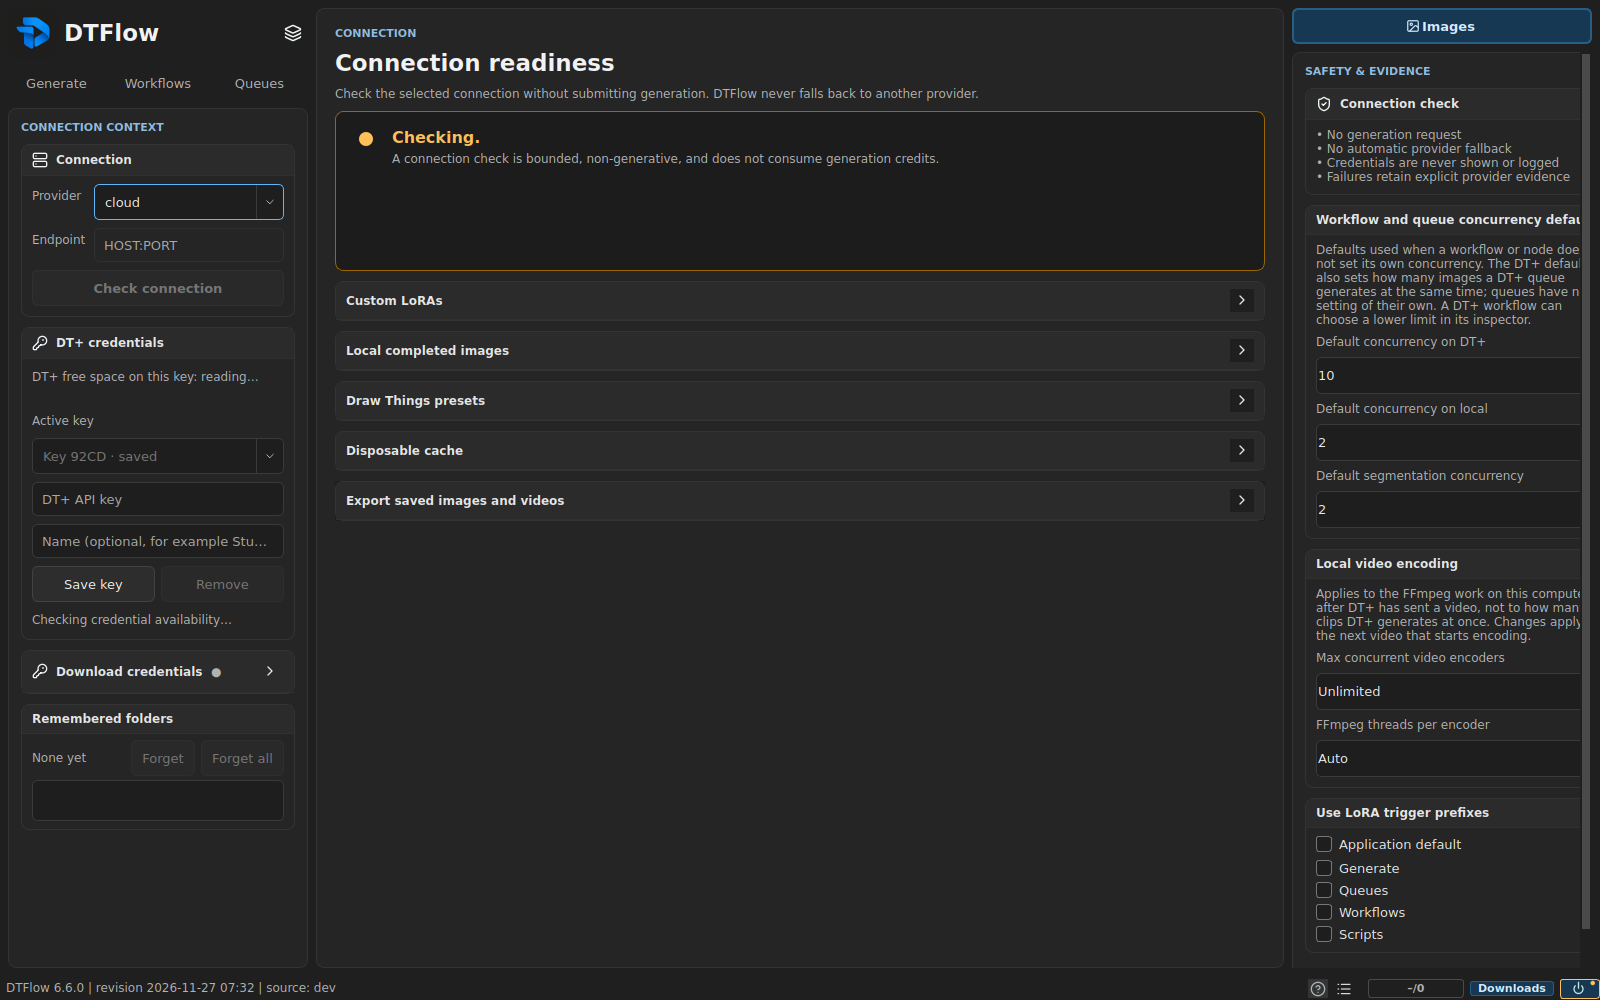 DTFlow
Generate
Workflows
Queues
CONNECTION CONTEXT
Connection
Provider
cloud
Endpoint
HOST:PORT
Check connection
DT+ credentials
DT+ free space on this key: reading...
Active key
Key 92CD · saved
DT+ API key
Name (optional, for example Stu...
Save key
Remove
Checking credential availability...
Download credentials
Remembered folders
None yet
Forget
Forget all
CONNECTION
Connection readiness
Check the selected connection without submitting generation. DTFlow never falls back to another provider.
Checking.
A connection check is bounded, non-generative, and does not consume generation credits.
Custom LoRAs
Local completed images
Draw Things presets
Disposable cache
Export saved images and videos
Images
SAFETY & EVIDENCE
Connection check
• No generation request
• No automatic provider fallback
• Credentials are never shown or logged
• Failures retain explicit provider evidence
Workflow and queue concurrency defau
Defaults used when a workflow or node doe
not set its own concurrency. The DT+ defaul
also sets how many images a DT+ queue
generates at the same time; queues have n
setting of their own. A DT+ workflow can
choose a lower limit in its inspector.
Default concurrency on DT+
10
Default concurrency on local
2
Default segmentation concurrency
2
Local video encoding
Applies to the FFmpeg work on this compute
after DT+ has sent a video, not to how man
clips DT+ generates at once. Changes apply
the next video that starts encoding.
Max concurrent video encoders
Unlimited
FFmpeg threads per encoder
Auto
Use LoRA trigger prefixes
Application default
Generate
Queues
Workflows
Scripts
DTFlow 6.6.0 | revision 2026-11-27 07:32 | source: dev
–/0
Downloads